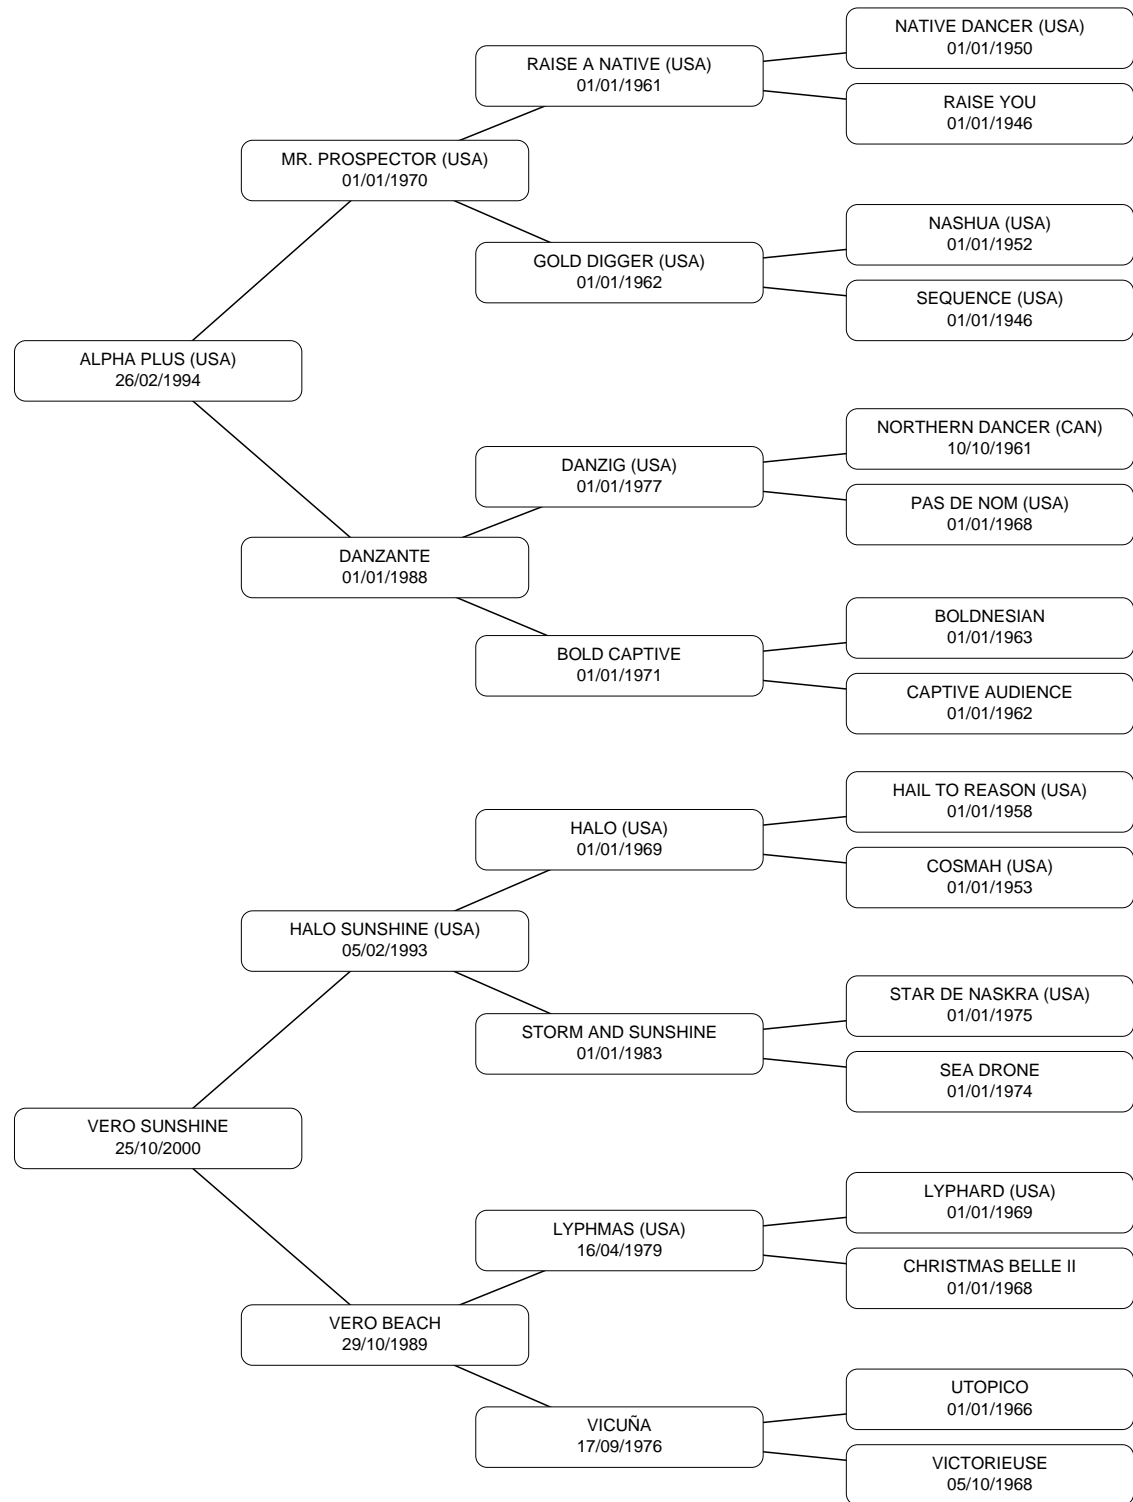 NATIVE DANCER (USA)
01/01/1950
RAISE A NATIVE (USA)
01/01/1961
RAISE YOU
01/01/1946
MR. PROSPECTOR (USA)
01/01/1970
NASHUA (USA)
01/01/1952
GOLD DIGGER (USA)
01/01/1962
SEQUENCE (USA)
01/01/1946
ALPHA PLUS (USA)
26/02/1994
NORTHERN DANCER (CAN)
10/10/1961
DANZIG (USA)
01/01/1977
PAS DE NOM (USA)
01/01/1968
DANZANTE
01/01/1988
BOLDNESIAN
01/01/1963
BOLD CAPTIVE
01/01/1971
CAPTIVE AUDIENCE
01/01/1962
HAIL TO REASON (USA)
01/01/1958
HALO (USA)
01/01/1969
COSMAH (USA)
01/01/1953
HALO SUNSHINE (USA)
05/02/1993
STAR DE NASKRA (USA)
01/01/1975
STORM AND SUNSHINE
01/01/1983
SEA DRONE
01/01/1974
VERO SUNSHINE
25/10/2000
LYPHARD (USA)
01/01/1969
LYPHMAS (USA)
16/04/1979
CHRISTMAS BELLE II
01/01/1968
VERO BEACH
29/10/1989
UTOPICO
01/01/1966
VICUÑA
17/09/1976
VICTORIEUSE
05/10/1968